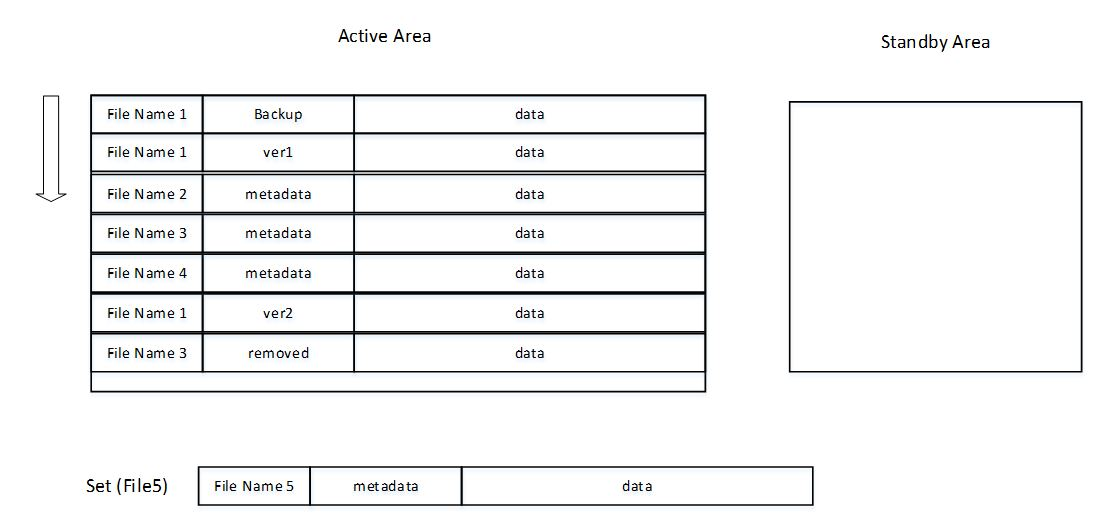 Active Area
Standby Area
File Name 1 Backup data
File Name 1 ver1 data
File Name 2 metadata data
File Name 3 metadata data
File Name 4 metadata data
File Name 1 ver2 data
File Name 3 removed data
Set (File5) File Name 5 metadata data